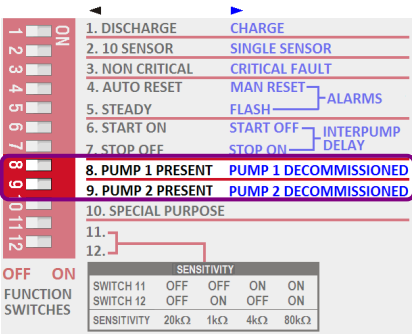 ◄ ►
ON
1 1. DISCHARGE CHARGE
2 2. 10 SENSOR SINGLE SENSOR
3 3. NON CRITICAL CRITICAL FAULT
4 4. AUTO RESET MAN RESET
ALARMS
5 5. STEADY FLASH
6 6. START ON START OFF
INTERPUMP
DELAY
7 7. STOP OFF STOP ON
8 8. PUMP 1 PRESENT PUMP 1 DECOMMISSIONED
9 9. PUMP 2 PRESENT PUMP 2 DECOMMISSIONED
10 10. SPECIAL PURPOSE
11 11.
12 12.
OFF ON
FUNCTION
SWITCHES
SENSITIVITY
SWITCH 11 OFF OFF ON ON
SWITCH 12 OFF ON OFF ON
SENSITIVITY 20kΩ 1kΩ 4kΩ 80kΩ